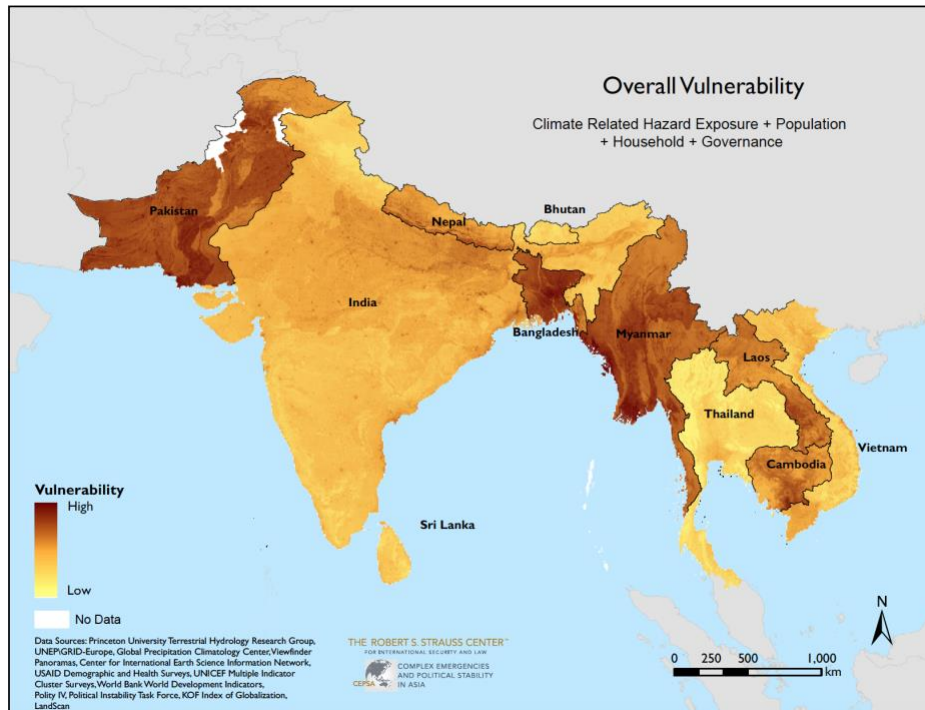 Overall Vulnerability
Climate Related Hazard Exposure + Population
+ Household + Governance
Pakistan
Nepal
Bhutan
India
Bangladesh
Myanmar
Laos
Thailand
Vietnam
Cambodia
Sri Lanka
Vulnerability
High
Low
No Data
Data Sources: Princeton University Terrestrial Hydrology Research Group,
UNEP\GRID-Europe, Global Precipitation Climatology Center, Viewfinder
Panoramas, Center for International Earth Science Information Network,
USAID Demographic and Health Surveys, UNICEF Multiple Indicator
Cluster Surveys, World Bank World Development Indicators,
Polity IV, Political Instability Task Force, KOF Index of Globalization,
LandScan
THE ROBERT S. STRAUSS CENTER™
FOR INTERNATIONAL SECURITY AND LAW
CEPSA
COMPLEX EMERGENCIES
AND POLITICAL STABILITY
IN ASIA
N
0 250 500 1,000
km